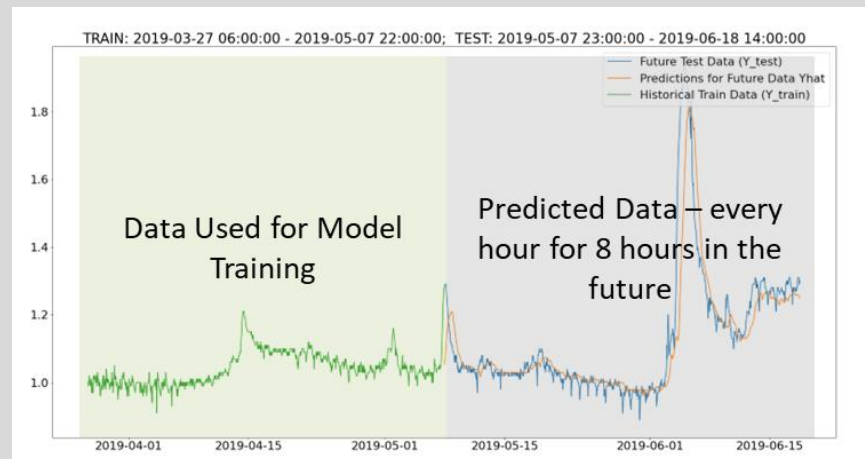 TRAIN: 2019-03-27 06:00:00 - 2019-05-07 22:00:00;  TEST: 2019-05-07 23:00:00 - 2019-06-18 14:00:00
Future Test Data (Y_test)
Predictions for Future Data Yhat
Historical Train Data (Y_train)
Data Used for Model
Training
Predicted Data – every
hour for 8 hours in the
future
1.8
1.6
1.4
1.2
1.0
2019-04-01 2019-04-15 2019-05-01 2019-05-15 2019-06-01 2019-06-15